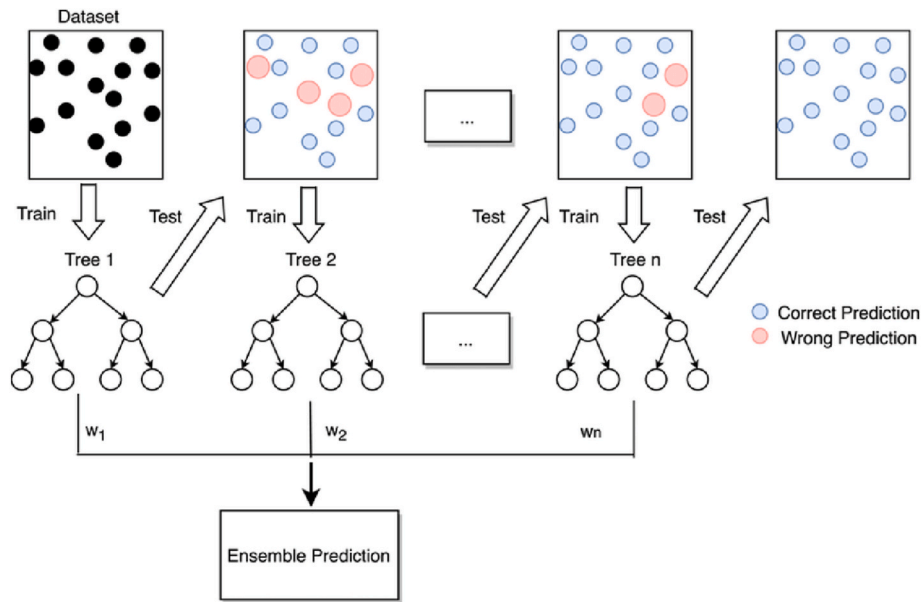 Dataset
...
Train
Test
Train
Test
Train
Test
Tree 1
Tree 2
Tree n
...
Correct Prediction
Wrong Prediction
w1
w2
wn
Ensemble Prediction